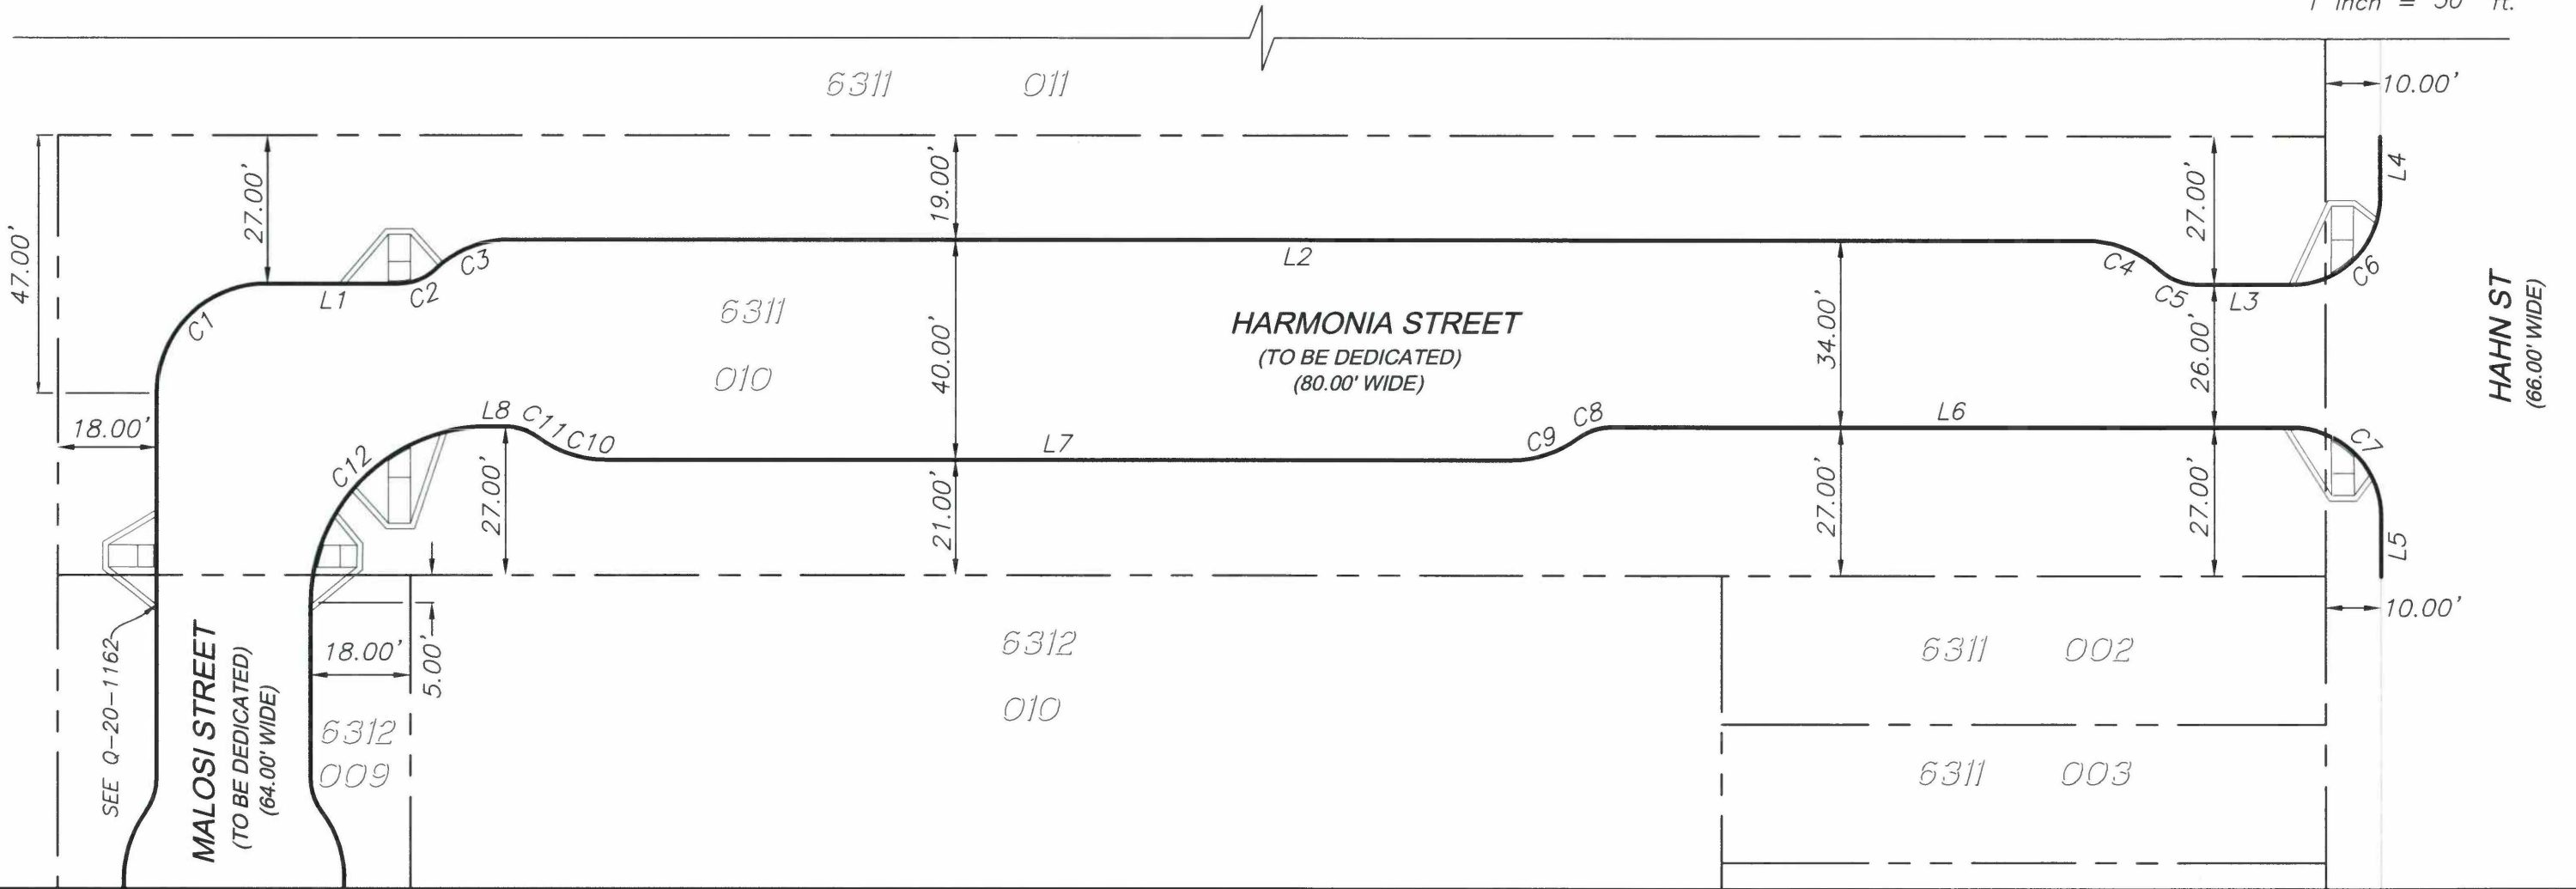 1 inch = 50 ft.
6311 011
10.00'
47.00'
27.00'
19.00'
27.00'
L4
C1
L1
C2
C3
L2
C4
C5
L3
C6
6311
010
40.00'
HARMONIA STREET
(TO BE DEDICATED)
(80.00' WIDE)
34.00'
26.00'
HAHN ST
(66.00' WIDE)
18.00'
C12
L8
C11
C10
L7
C9
C8
L6
C7
27.00'
21.00'
27.00'
27.00'
L5
10.00'
SEE Q-20-1162
MALOSI STREET
(TO BE DEDICATED)
(64.00' WIDE)
18.00'
5.00'
6312
009
6312
010
6311 002
6311 003